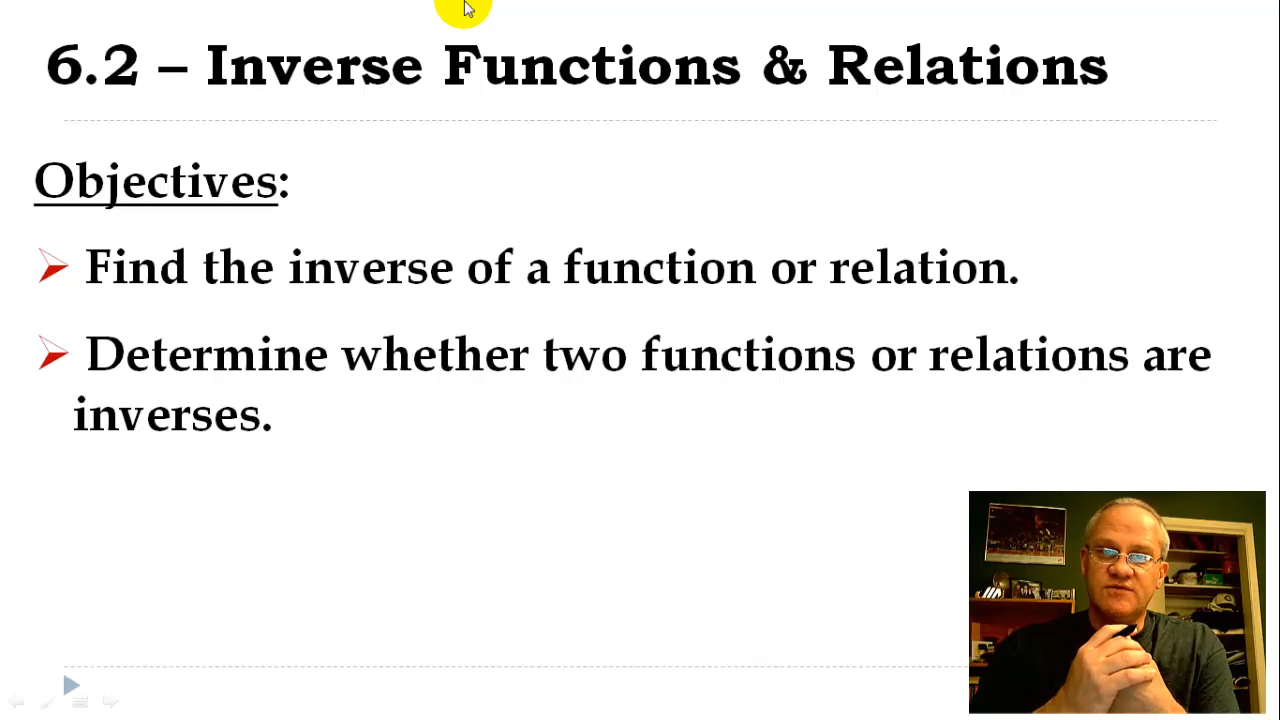 6.2 – Inverse Functions & Relations
Objectives:
Find the inverse of a function or relation.
Determine whether two functions or relations are
inverses.